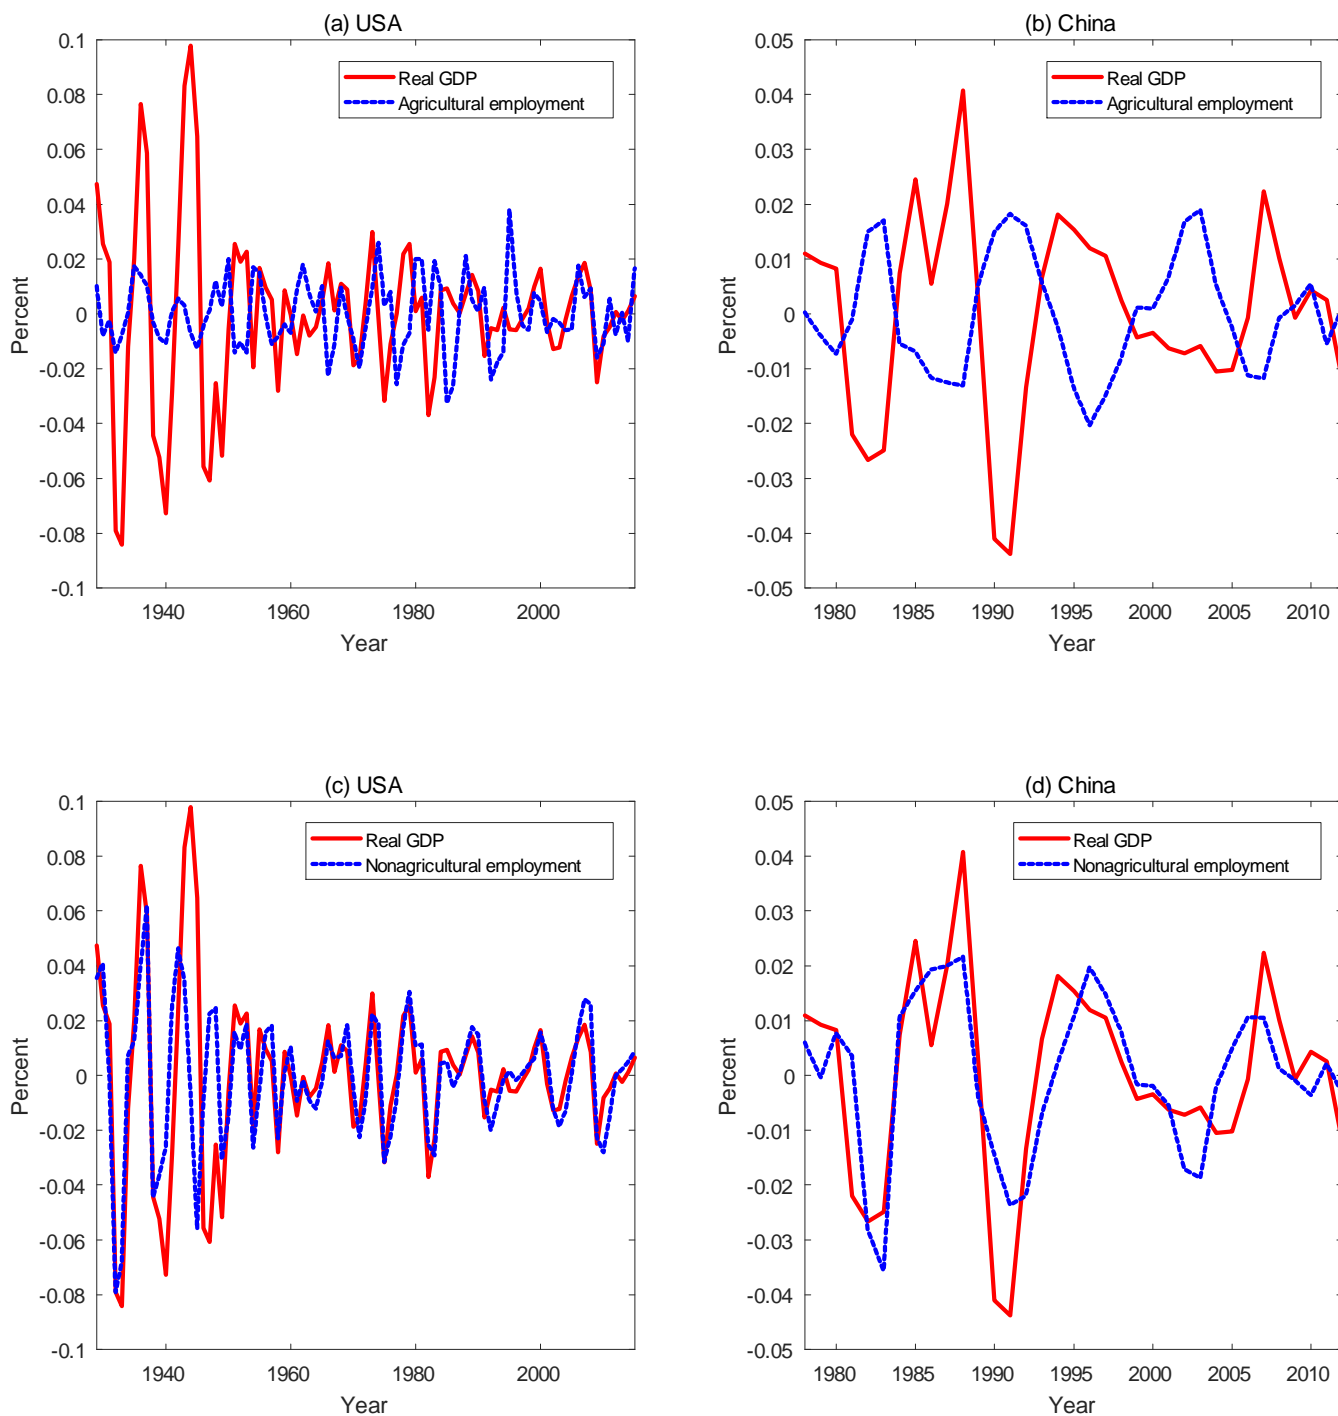 (a) USA
Real GDP
Agricultural employment
0.1
0.08
0.06
0.04
0.02
0
-0.02
-0.04
-0.06
-0.08
-0.1
Percent
1940 1960 1980 2000
Year
(b) China
Real GDP
Agricultural employment
0.05
0.04
0.03
0.02
0.01
0
-0.01
-0.02
-0.03
-0.04
-0.05
Percent
1980 1985 1990 1995 2000 2005 2010
Year
(c) USA
Real GDP
Nonagricultural employment
0.1
0.08
0.06
0.04
0.02
0
-0.02
-0.04
-0.06
-0.08
-0.1
Percent
1940 1960 1980 2000
Year
(d) China
Real GDP
Nonagricultural employment
0.05
0.04
0.03
0.02
0.01
0
-0.01
-0.02
-0.03
-0.04
-0.05
Percent
1980 1985 1990 1995 2000 2005 2010
Year